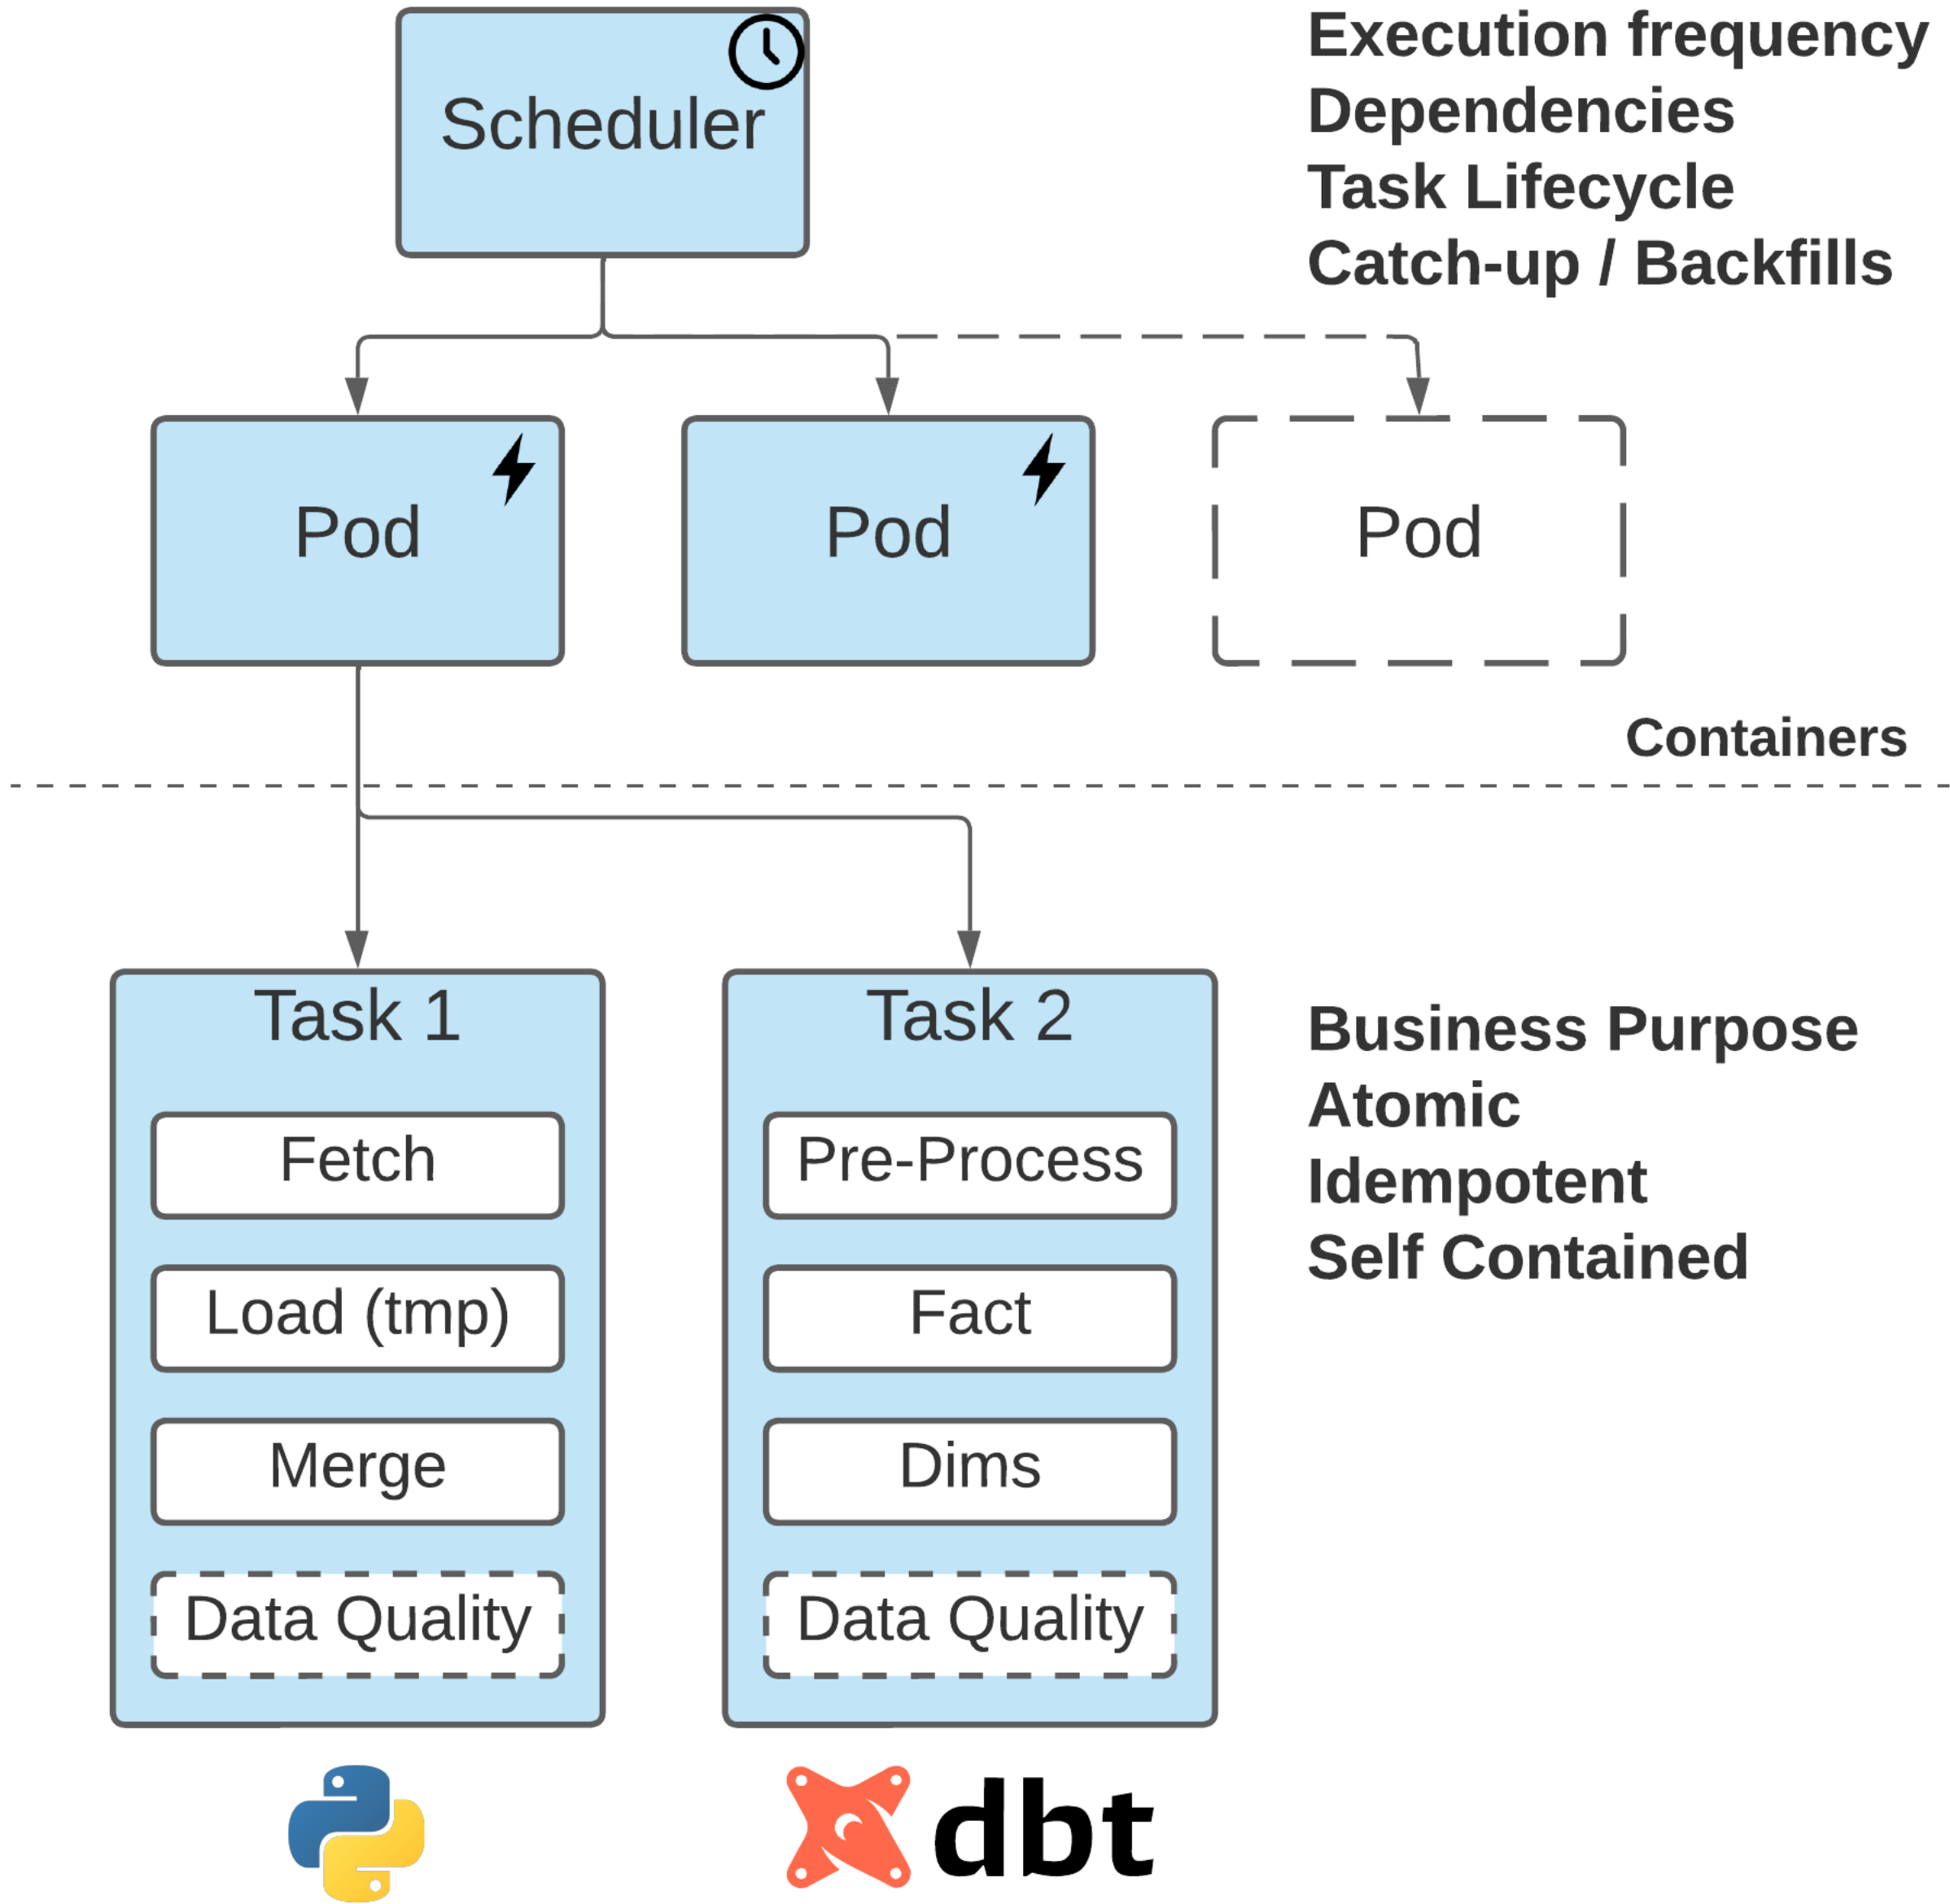 Scheduler
Execution frequency
Dependencies
Task Lifecycle
Catch-up / Backfills
Pod
Pod
Pod
Containers
Task 1
Fetch
Load (tmp)
Merge
Data Quality
Task 2
Pre-Process
Fact
Dims
Data Quality
Business Purpose
Atomic
Idempotent
Self Contained
dbt